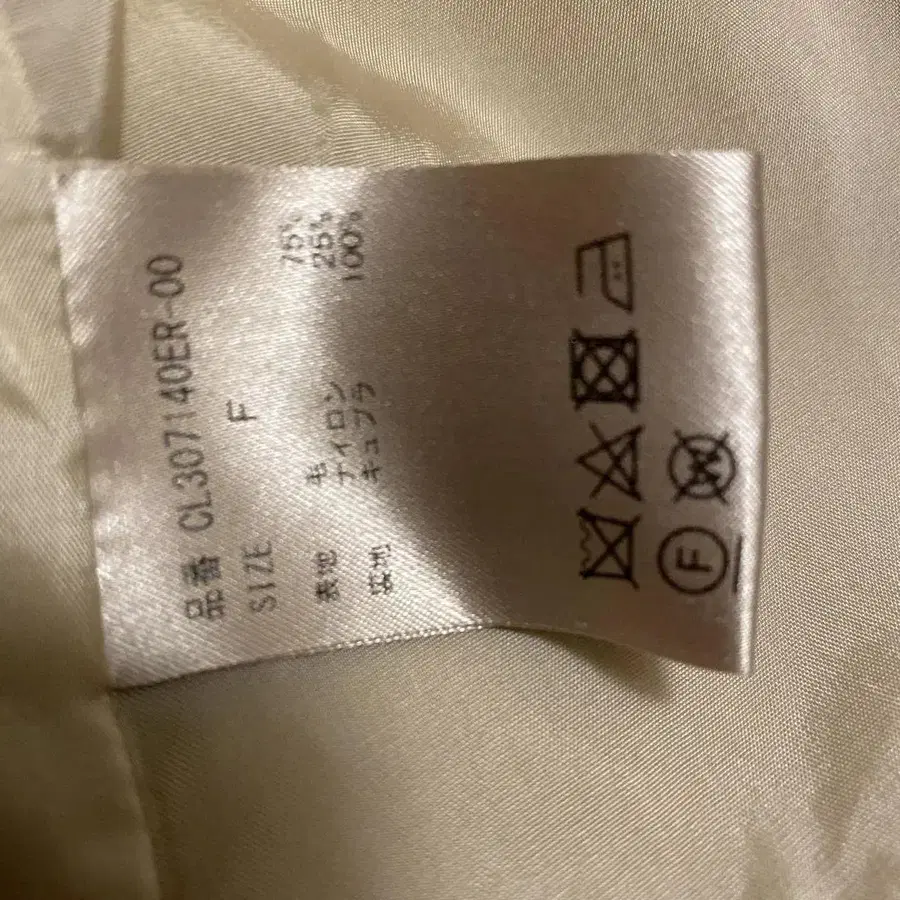 品番 CL307140ER-00
SIZE F
表地 毛 75%
ナイロン 25%
裏地 キュプラ 100%
F
W